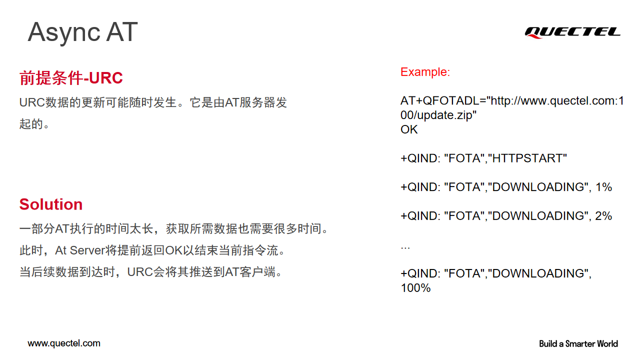 Async AT
QUECTEL
前提条件-URC
URC数据的更新可能随时发生。它是由AT服务器发
起的。
Solution
一部分AT执行的时间太长，获取所需数据也需要很多时间。
此时，At Server将提前返回OK以结束当前指令流。
当后续数据到达时，URC会将其推送到AT客户端。
Example:
AT+QFOTADL="http://www.quectel.com:1
00/update.zip"
OK
+QIND: "FOTA","HTTPSTART"
+QIND: "FOTA","DOWNLOADING", 1%
+QIND: "FOTA","DOWNLOADING", 2%
...
+QIND: "FOTA","DOWNLOADING",
100%
www.quectel.com
Build a Smarter World